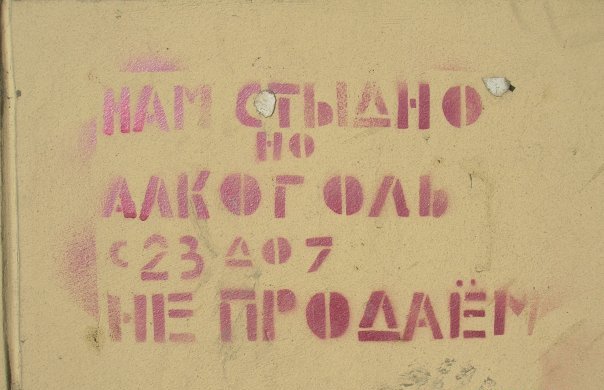 НАМ СТЫДНО
НО
АЛКОГОЛЬ
С 23 ДО 7
НЕ ПРОДАЁМ